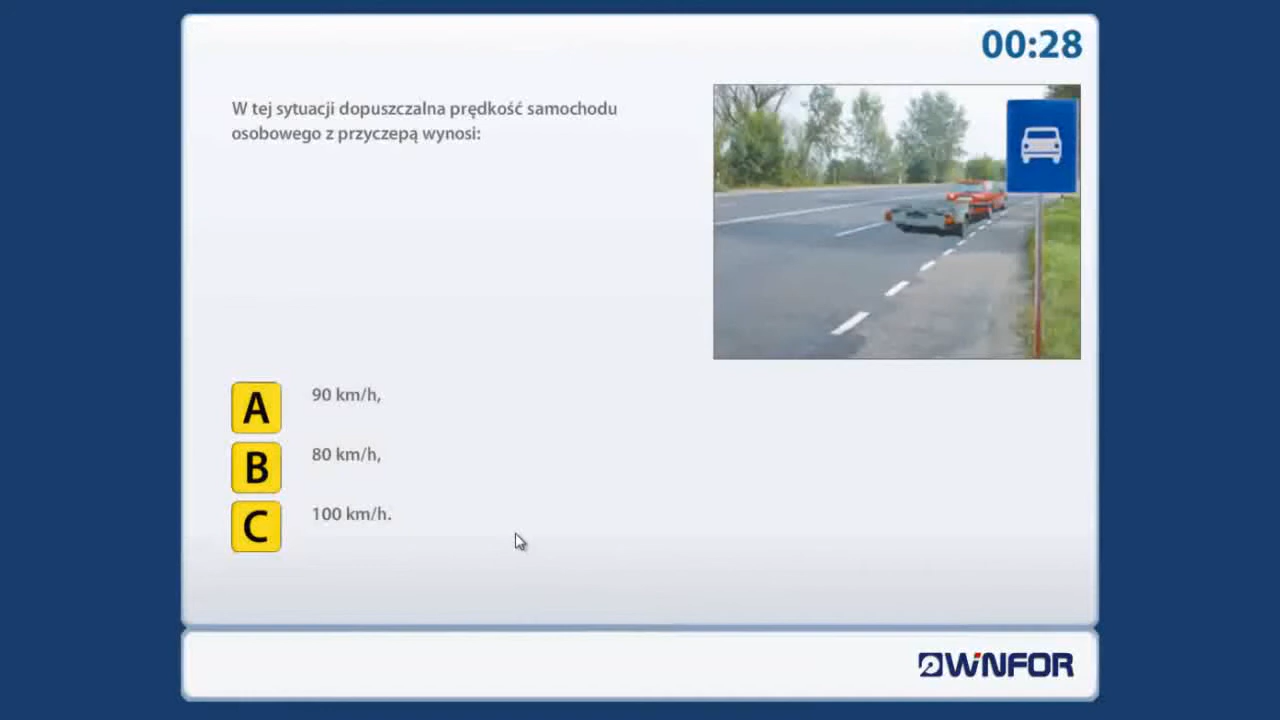 00:28
W tej sytuacji dopuszczalna prędkość samochodu
osobowego z przyczepą wynosi:
A 90 km/h,
B 80 km/h,
C 100 km/h.
WINFOR